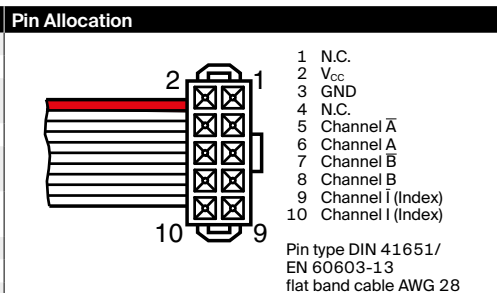 Pin Allocation
2
1
10
9
1 N.C.
2 V_CC
3 GND
4 N.C.
5 Channel A̅
6 Channel A
7 Channel B̅
8 Channel B
9 Channel I̅ (Index)
10 Channel I (Index)
Pin type DIN 41651/
EN 60603-13
flat band cable AWG 28